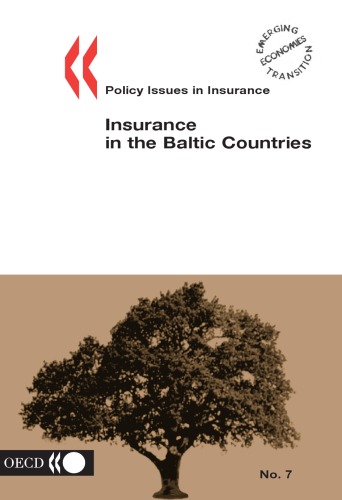 EMERGING
ECONOMIES
TRANSITION
Policy Issues in Insurance
Insurance
in the Baltic Countries
OECD
No. 7